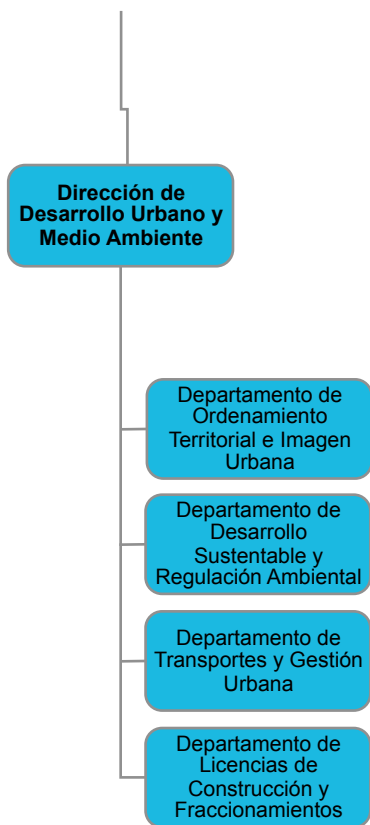 Dirección de
Desarrollo Urbano y
Medio Ambiente
Departamento de
Ordenamiento
Territorial e Imagen
Urbana
Departamento de
Desarrollo
Sustentable y
Regulación Ambiental
Departamento de
Transportes y Gestión
Urbana
Departamento de
Licencias de
Construcción y
Fraccionamientos